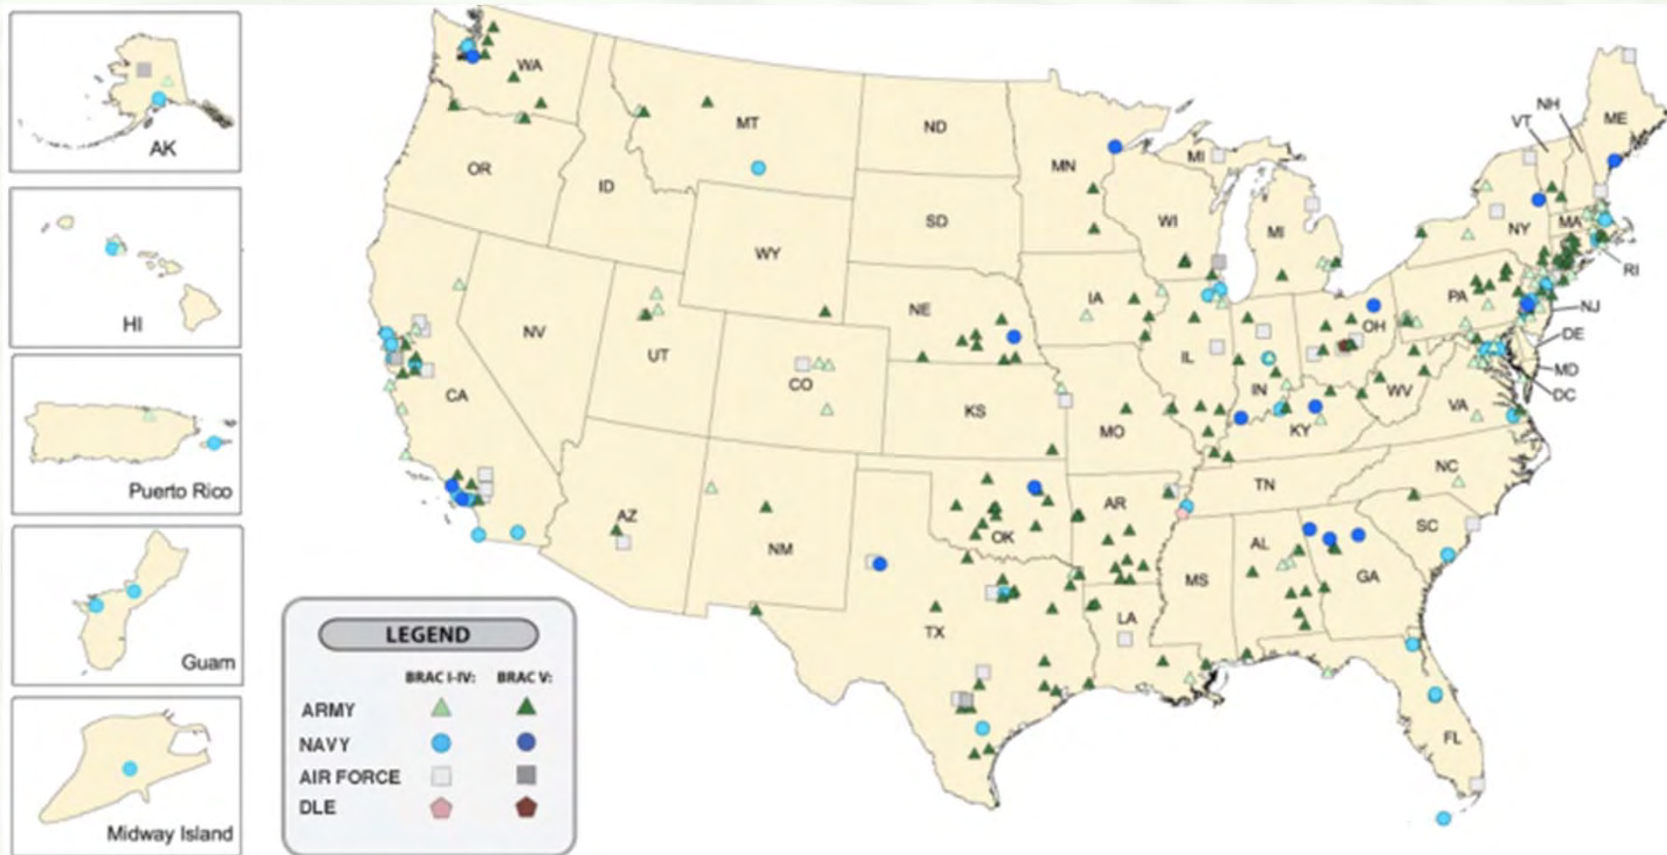 AK
HI
Puerto Rico
Guam
Midway Island
WA
MT
ND
MN
MI
VT
NH
ME
OR
ID
SD
WI
MI
NY
MA
RI
WY
NE
IA
PA
NJ
NV
UT
CO
IL
IN
OH
DE
MD
DC
CA
KS
MO
KY
WV
VA
AZ
NM
OK
AR
TN
NC
SC
TX
LA
MS
AL
GA
FL
LEGEND
BRAC I-IV: BRAC V:
ARMY
NAVY
AIR FORCE
DLE